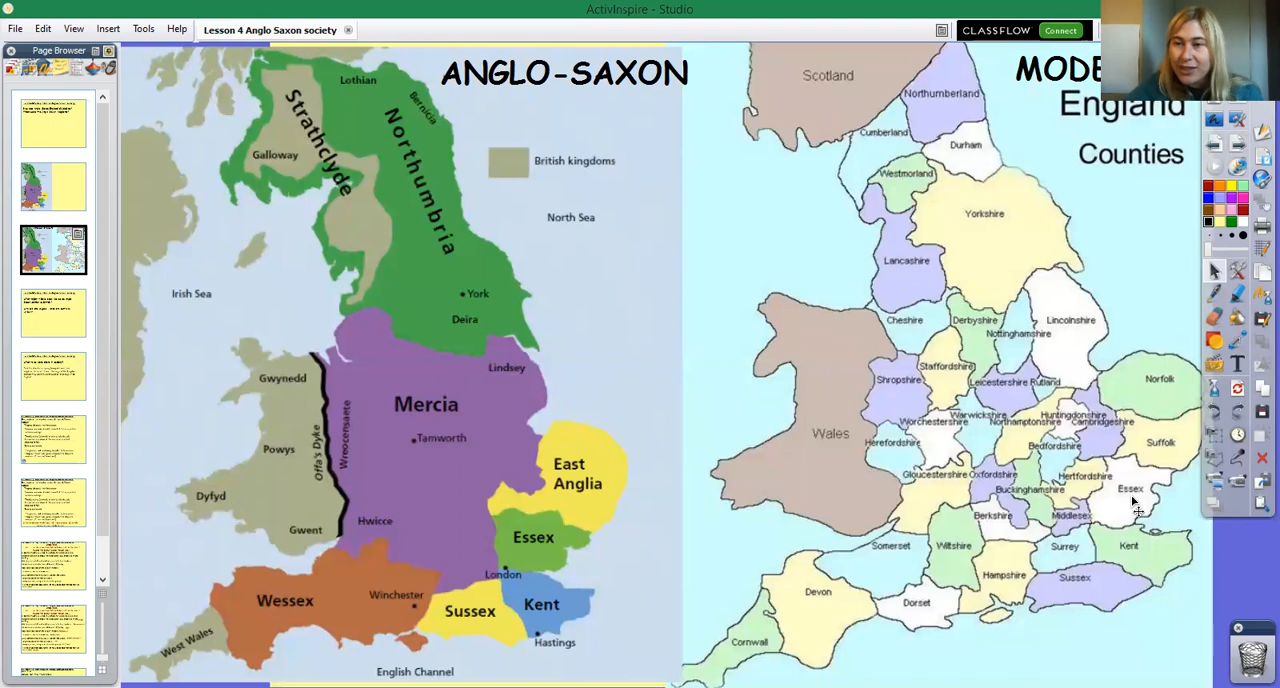 ActivInspire - Studio
File Edit View Insert Tools Help
Lesson 4 Anglo Saxon society
CLASSFLOW Connect
Page Browser
ANGLO-SAXON
Lothian
Bernicia
Strathclyde
Northumbria
Galloway
British kingdoms
North Sea
Irish Sea
York
Deira
Lindsey
Gwynedd
Mercia
Wreocensante
Tamworth
Powys
Offa's Dyke
East
Anglia
Dyfyd
Gwent
Hwicce
Essex
London
Wessex
Winchester
Sussex
Kent
West Wales
Hastings
English Channel
MODE
England
Counties
Scotland
Northumberland
Cumberland
Durham
Westmorland
Yorkshire
Lancashire
Cheshire
Derbyshire
Nottinghamshire
Lincolnshire
Staffordshire
Shropshire
Leicestershire
Rutland
Norfolk
Worchestershire
Warwickshire
Northamptonshire
Huntingdonshire
Cambridgeshire
Wales
Herefordshire
Bedfordshire
Suffolk
Gloucestershire
Oxfordshire
Buckinghamshire
Hertfordshire
Essex
Berkshire
Middlesex
Somerset
Wiltshire
Surrey
Kent
Hampshire
Sussex
Devon
Dorset
Cornwall